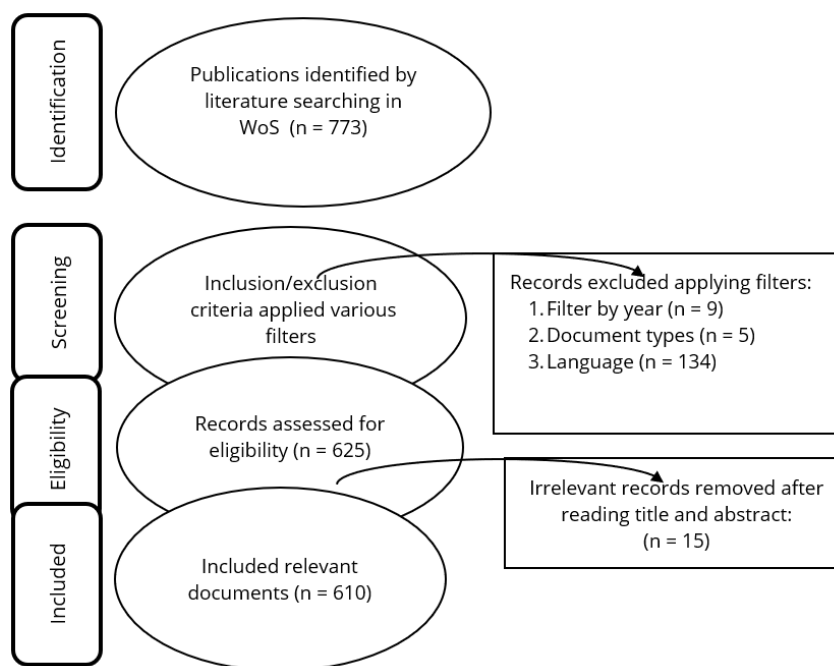 Identification
Publications identified by
literature searching in
WoS (n = 773)
Screening
Inclusion/exclusion
criteria applied various
filters
Records excluded applying filters:
1. Filter by year (n = 9)
2. Document types (n = 5)
3. Language (n = 134)
Eligibility
Records assessed for
eligibility (n = 625)
Irrelevant records removed after
reading title and abstract:
(n = 15)
Included
Included relevant
documents (n = 610)